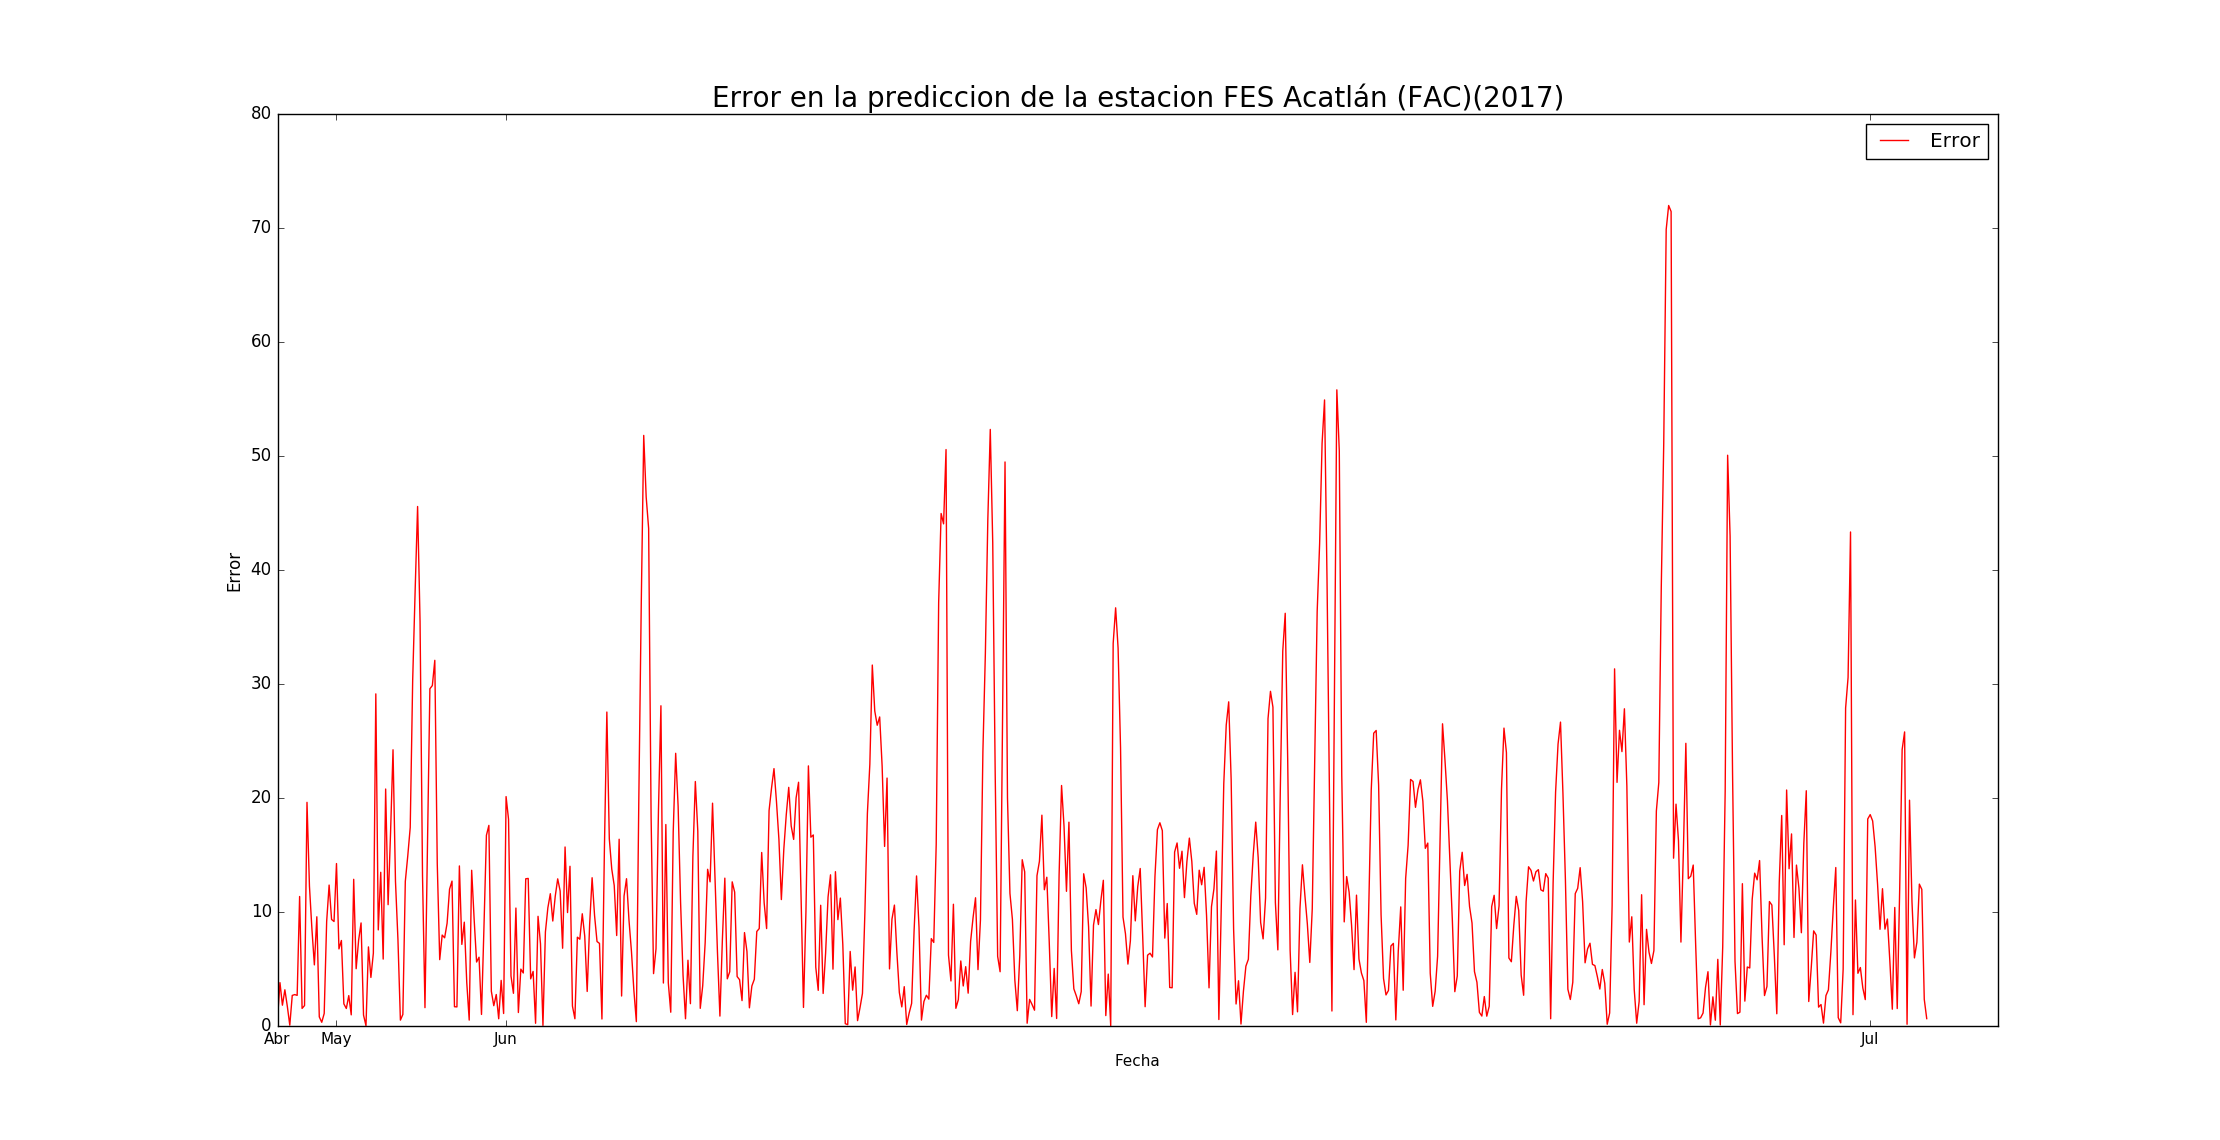 Error en la prediccion de la estacion FES Acatlán (FAC)(2017)
80
70
60
50
40
30
20
10
0
Error
Error
Abr May Jun Jul
Fecha